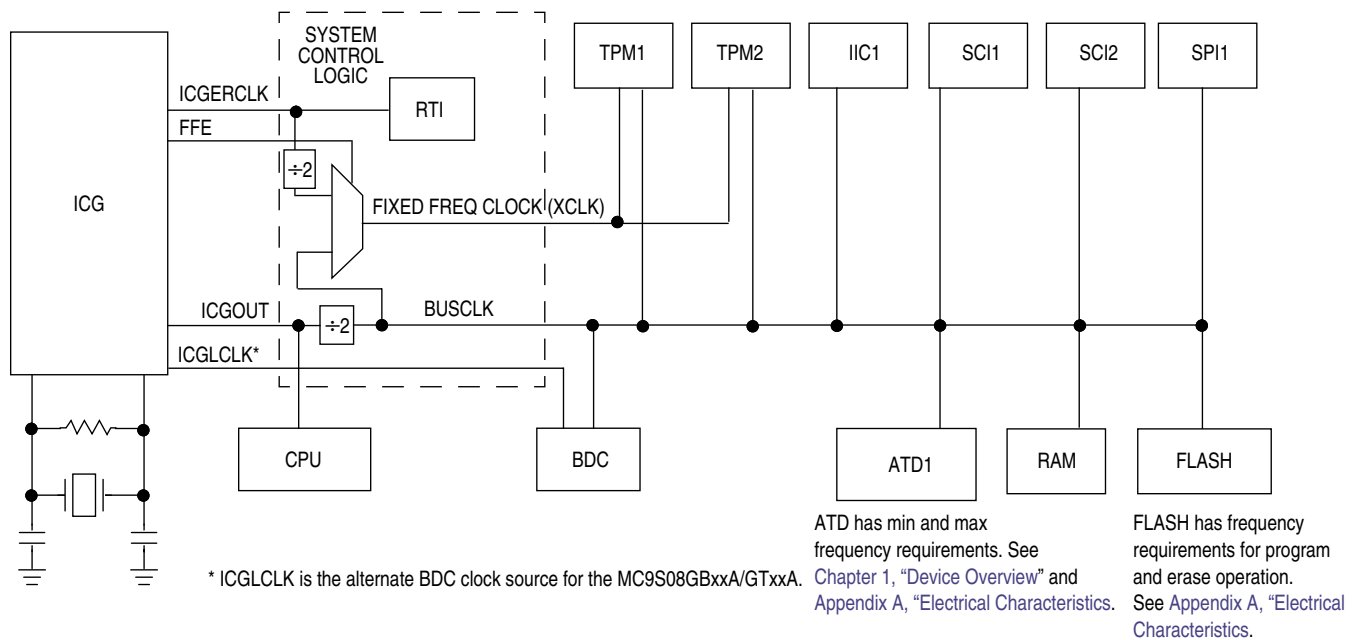 SYSTEM
CONTROL
LOGIC
TPM1
TPM2
IIC1
SCI1
SCI2
SPI1
ICGERCLK
RTI
FFE
÷2
ICG
FIXED FREQ CLOCK (XCLK)
ICGOUT
÷2
BUSCLK
ICGLCLK*
CPU
BDC
ATD1
RAM
FLASH
ATD has min and max
frequency requirements. See
Chapter 1, “Device Overview” and
Appendix A, “Electrical Characteristics.
FLASH has frequency
requirements for program
and erase operation.
See Appendix A, “Electrical
Characteristics.
* ICGLCLK is the alternate BDC clock source for the MC9S08GBxxA/GTxxA.